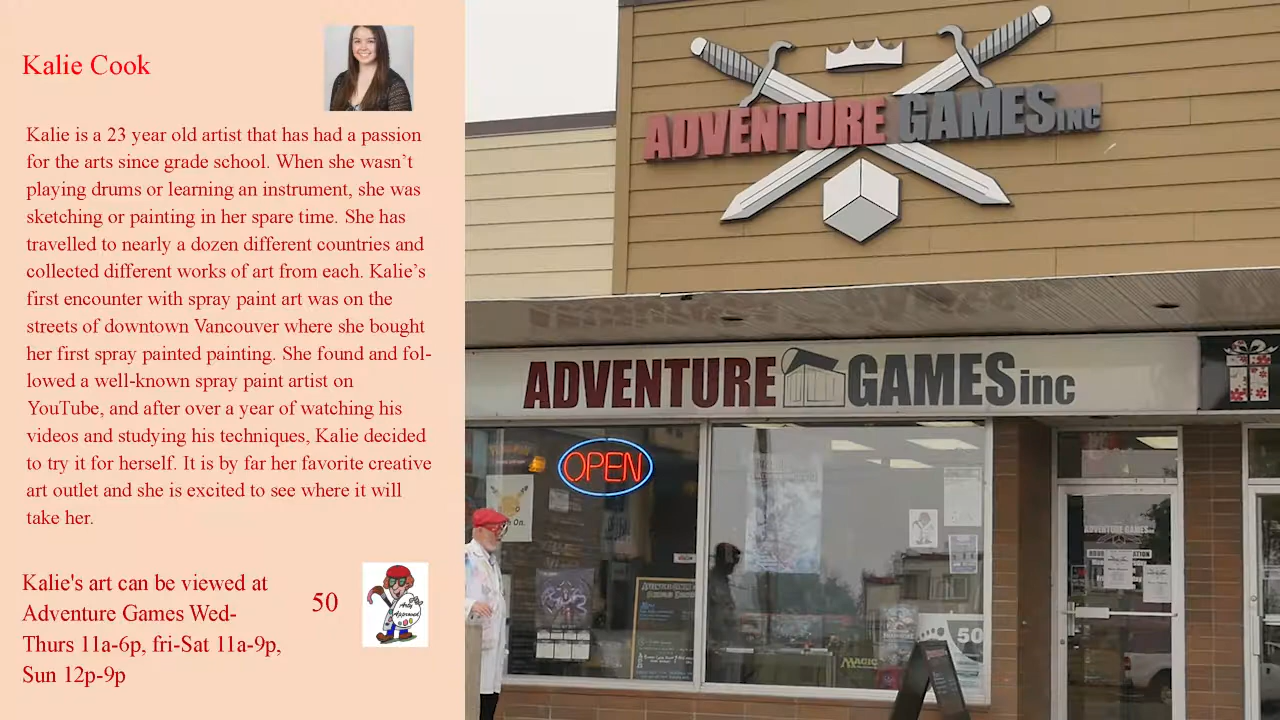 Kalie Cook
Kalie is a 23 year old artist that has had a passion
for the arts since grade school. When she wasn’t
playing drums or learning an instrument, she was
sketching or painting in her spare time. She has
travelled to nearly a dozen different countries and
collected different works of art from each. Kalie’s
first encounter with spray paint art was on the
streets of downtown Vancouver where she bought
her first spray painted painting. She found and fol-
lowed a well-known spray paint artist on
YouTube, and after over a year of watching his
videos and studying his techniques, Kalie decided
to try it for herself. It is by far her favorite creative
art outlet and she is excited to see where it will
take her.
Kalie's art can be viewed at
Adventure Games Wed-
Thurs 11a-6p, fri-Sat 11a-9p,
Sun 12p-9p
50
Arty
Approved
ADVENTURE GAMES INC
ADVENTURE GAMES inc
OPEN
On.
MAGIC
50
ADVENTURE GAMES